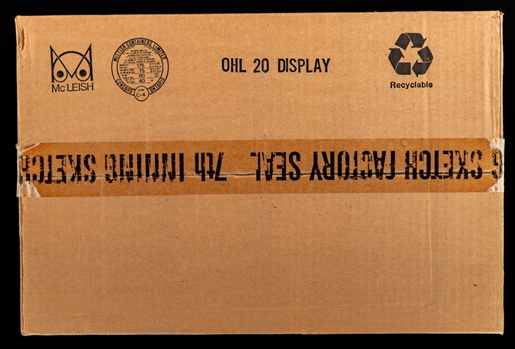 McLEISH
OHL 20 DISPLAY
Recyclable
G SKETCH FACTORY SEAL 7th INNING SKETCH